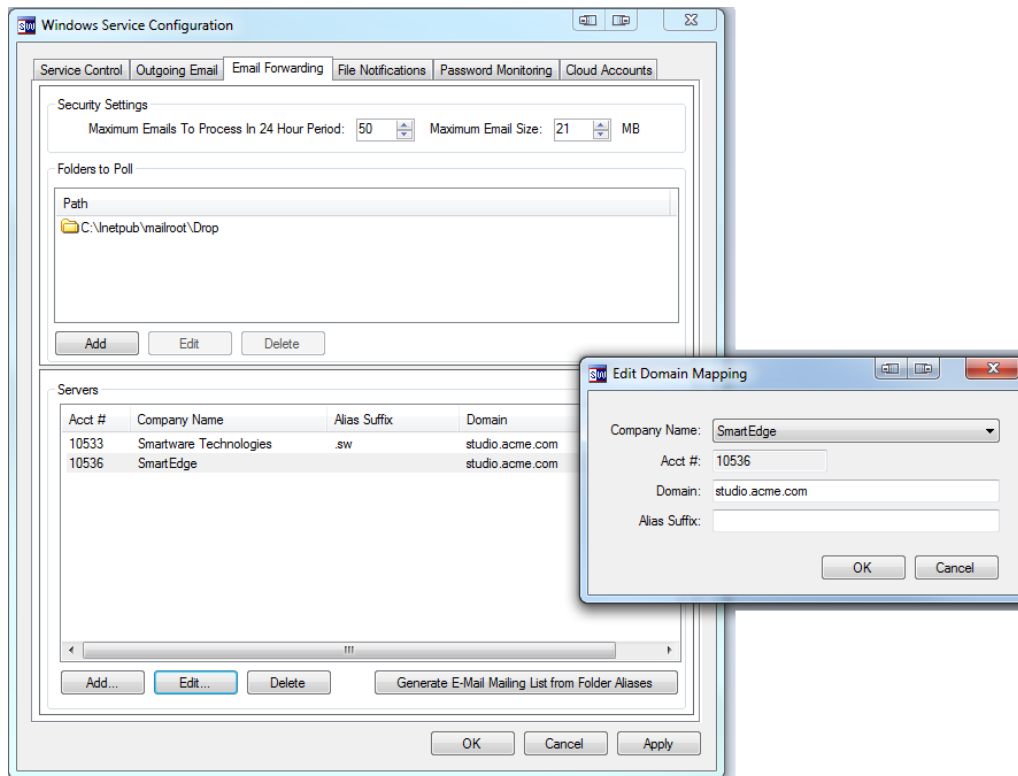 SW Windows Service Configuration
Service Control Outgoing Email Email Forwarding File Notifications Password Monitoring Cloud Accounts
Security Settings
Maximum Emails To Process In 24 Hour Period: 50 Maximum Email Size: 21 MB
Folders to Poll
Path
C:\Inetpub\mailroot\Drop
Add Edit Delete
Servers
Acct # Company Name Alias Suffix Domain
10533 Smartware Technologies .sw studio.acme.com
10536 SmartEdge studio.acme.com
Add... Edit... Delete Generate E-Mail Mailing List from Folder Aliases
OK Cancel Apply
SW Edit Domain Mapping
Company Name: SmartEdge
Acct #: 10536
Domain: studio.acme.com
Alias Suffix:
OK Cancel